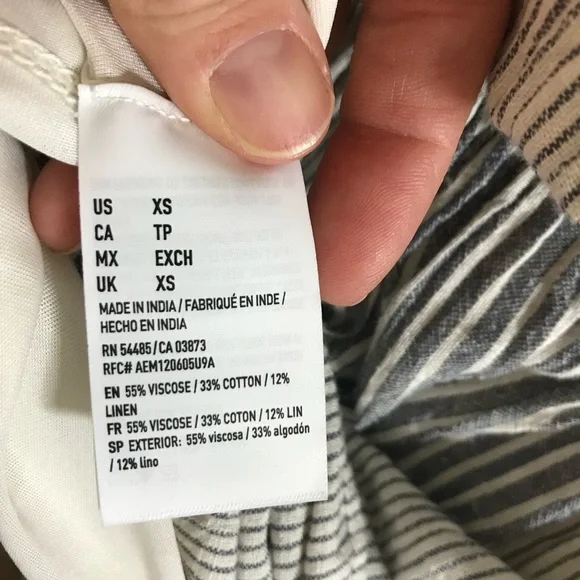 US XS
CA TP
MX EXCH
UK XS
MADE IN INDIA / FABRIQUÉ EN INDE /
HECHO EN INDIA
RN 54485/CA 03873
RFC# AEM120605U9A
EN 55% VISCOSE / 33% COTTON / 12%
LINEN
FR 55% VISCOSE / 33% COTON / 12% LIN
SP EXTERIOR: 55% viscosa / 33% algodón
/ 12% lino